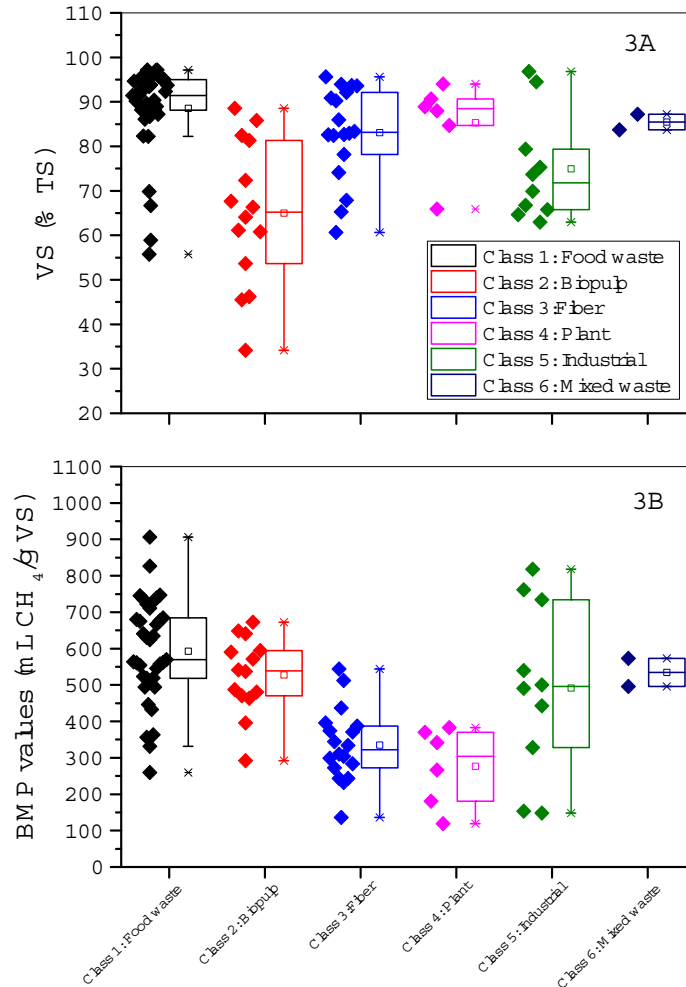 110
100
90
80
70
60
50
40
30
20
VS (% TS)
3A
Class 1: Food waste
Class 2: Biopulp
Class 3: Fiber
Class 4: Plant
Class 5: Industrial
Class 6: Mixed waste
1100
1000
900
800
700
600
500
400
300
200
100
0
BMP values (mL CH4/g VS)
3B
Class 1: Food waste
Class 2: Biopulp
Class 3: Fiber
Class 4: Plant
Class 5: Industrial
Class 6: Mixed waste